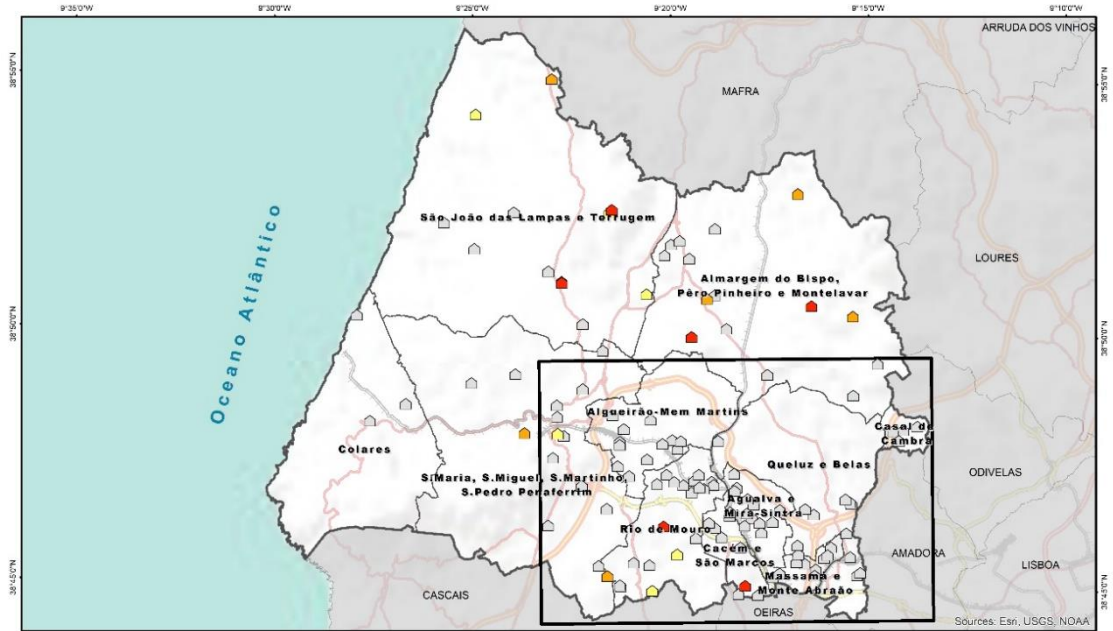 9°35'0"W
9°30'0"W
9°25'0"W
9°20'0"W
9°15'0"W
9°10'0"W
ARRUDA DOS VINHOS
38°55'0"N
38°55'0"N
MAFRA
São João das Lampas e Terrugem
LOURES
Almargem do Bispo,
Pêro Pinheiro e Montelavar
Oceano Atlântico
38°50'0"N
38°50'0"N
Algueirão-Mem Martins
Casal de
Cambra
Colares
Queluz e Belas
ODIVELAS
S.Maria, S.Miguel, S.Martinho,
S.Pedro Penaferrim
Agualva e
Mira-Sintra
Rio de Mouro
Cacém e
São Marcos
AMADORA
LISBOA
Massamá e
Monte Abraão
38°45'0"N
38°45'0"N
CASCAIS
OEIRAS
Sources: Esri, USGS, NOAA